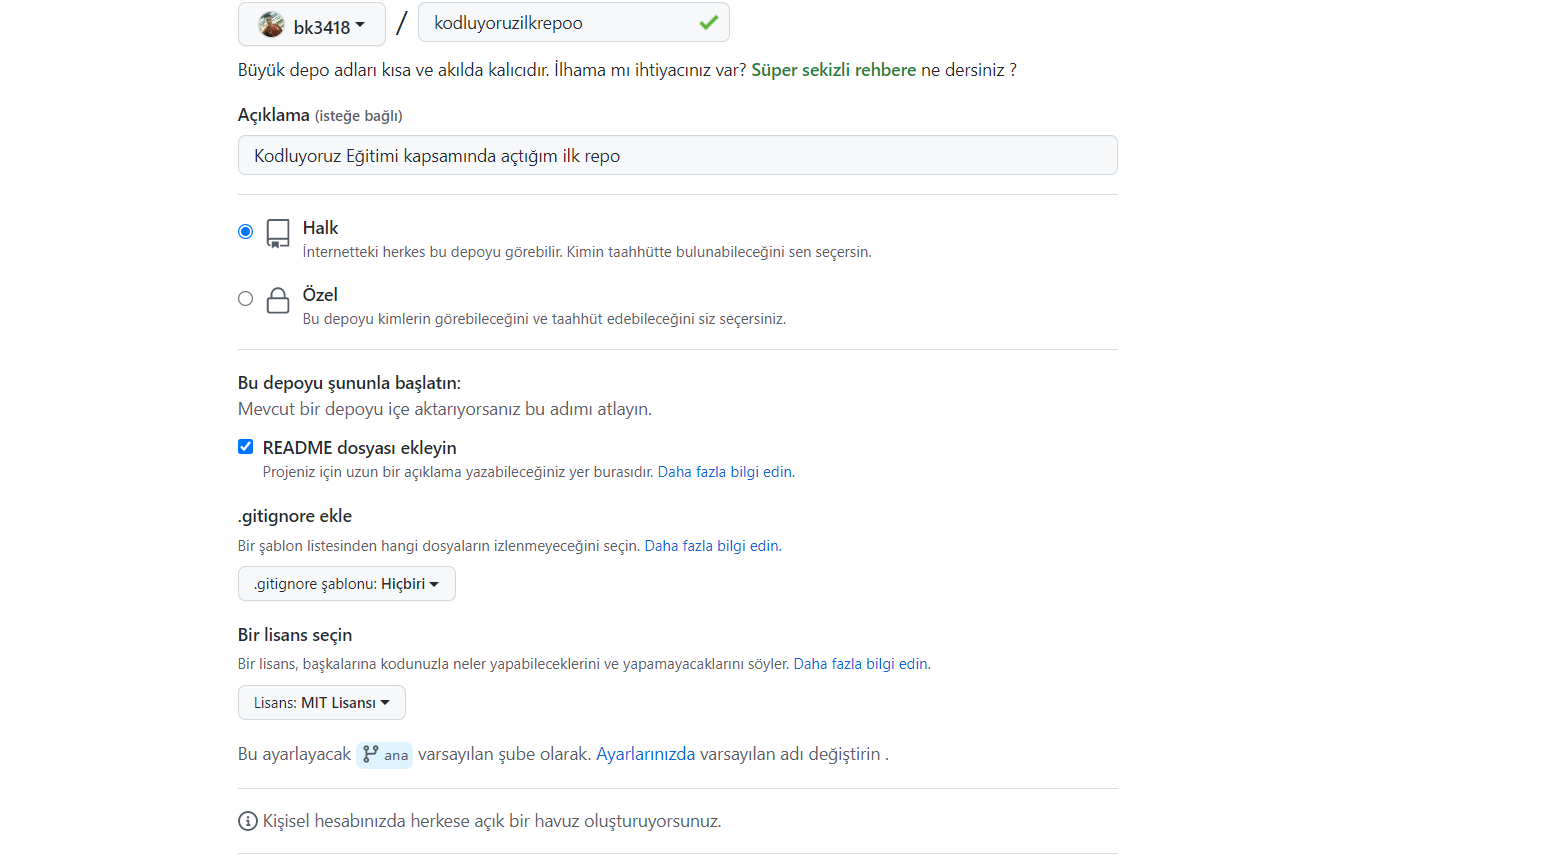 bk3418 / kodluyoruzilkrepoo
Büyük depo adları kısa ve akılda kalıcıdır. İlhama mı ihtiyacınız var? Süper sekizli rehbere ne dersiniz ?
Açıklama (isteğe bağlı)
Kodluyoruz Eğitimi kapsamında açtığım ilk repo
Halk
İnternetteki herkes bu depoyu görebilir. Kimin taahhütte bulunabileceğini sen seçersin.
Özel
Bu depoyu kimlerin görebileceğini ve taahhüt edebileceğini siz seçersiniz.
Bu depoyu şununla başlatın:
Mevcut bir depoyu içe aktarıyorsanız bu adımı atlayın.
README dosyası ekleyin
Projeniz için uzun bir açıklama yazabileceğiniz yer burasıdır. Daha fazla bilgi edin.
.gitignore ekle
Bir şablon listesinden hangi dosyaların izlenmeyeceğini seçin. Daha fazla bilgi edin.
.gitignore şablonu: Hiçbiri
Bir lisans seçin
Bir lisans, başkalarına kodunuzla neler yapabileceklerini ve yapamayacaklarını söyler. Daha fazla bilgi edin.
Lisans: MIT Lisansı
Bu ayarlayacak ana varsayılan şube olarak. Ayarlarınızda varsayılan adı değiştirin .
Kişisel hesabınızda herkese açık bir havuz oluşturuyorsunuz.